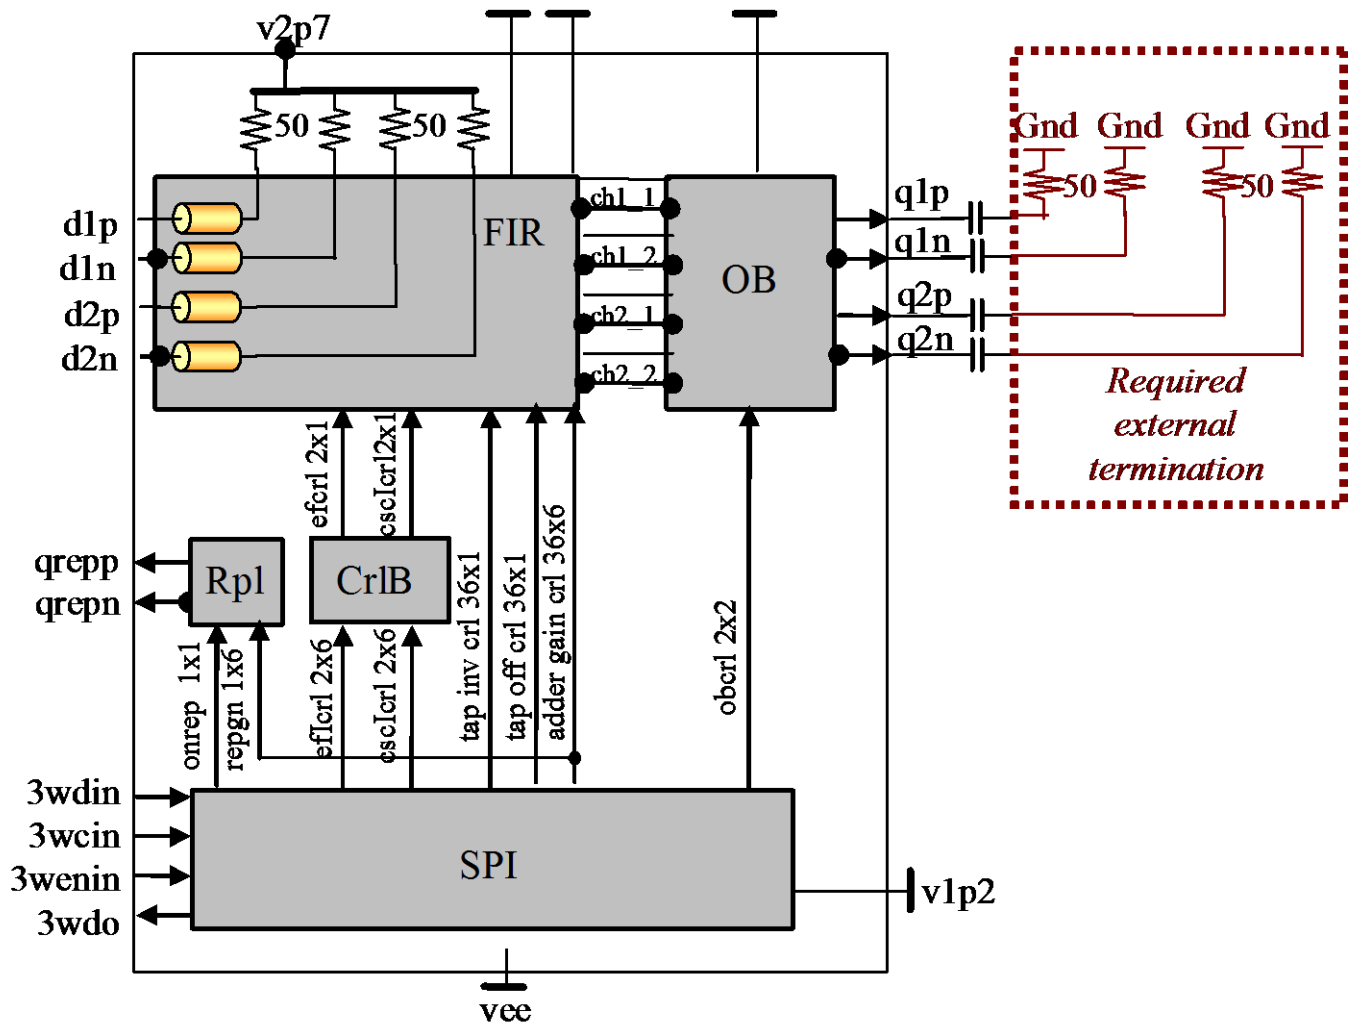 v2p7
50
50
Gnd
Gnd
Gnd
Gnd
50
50
d1p
d1n
d2p
d2n
FIR
ch1_1
ch1_2
ch2_1
ch2_2
OB
q1p
q1n
q2p
q2n
Required
external
termination
efcrl 2x1
csclcrl2x1
tap inv crl 36x1
tap off crl 36x1
adder gain crl 36x6
obcrl 2x2
qrepp
qrepn
Rpl
CrlB
onrep 1x1
repgn 1x6
eflcrl 2x6
csclcrl 2x6
3wdin
3wcin
3wenin
3wdo
SPI
v1p2
vee